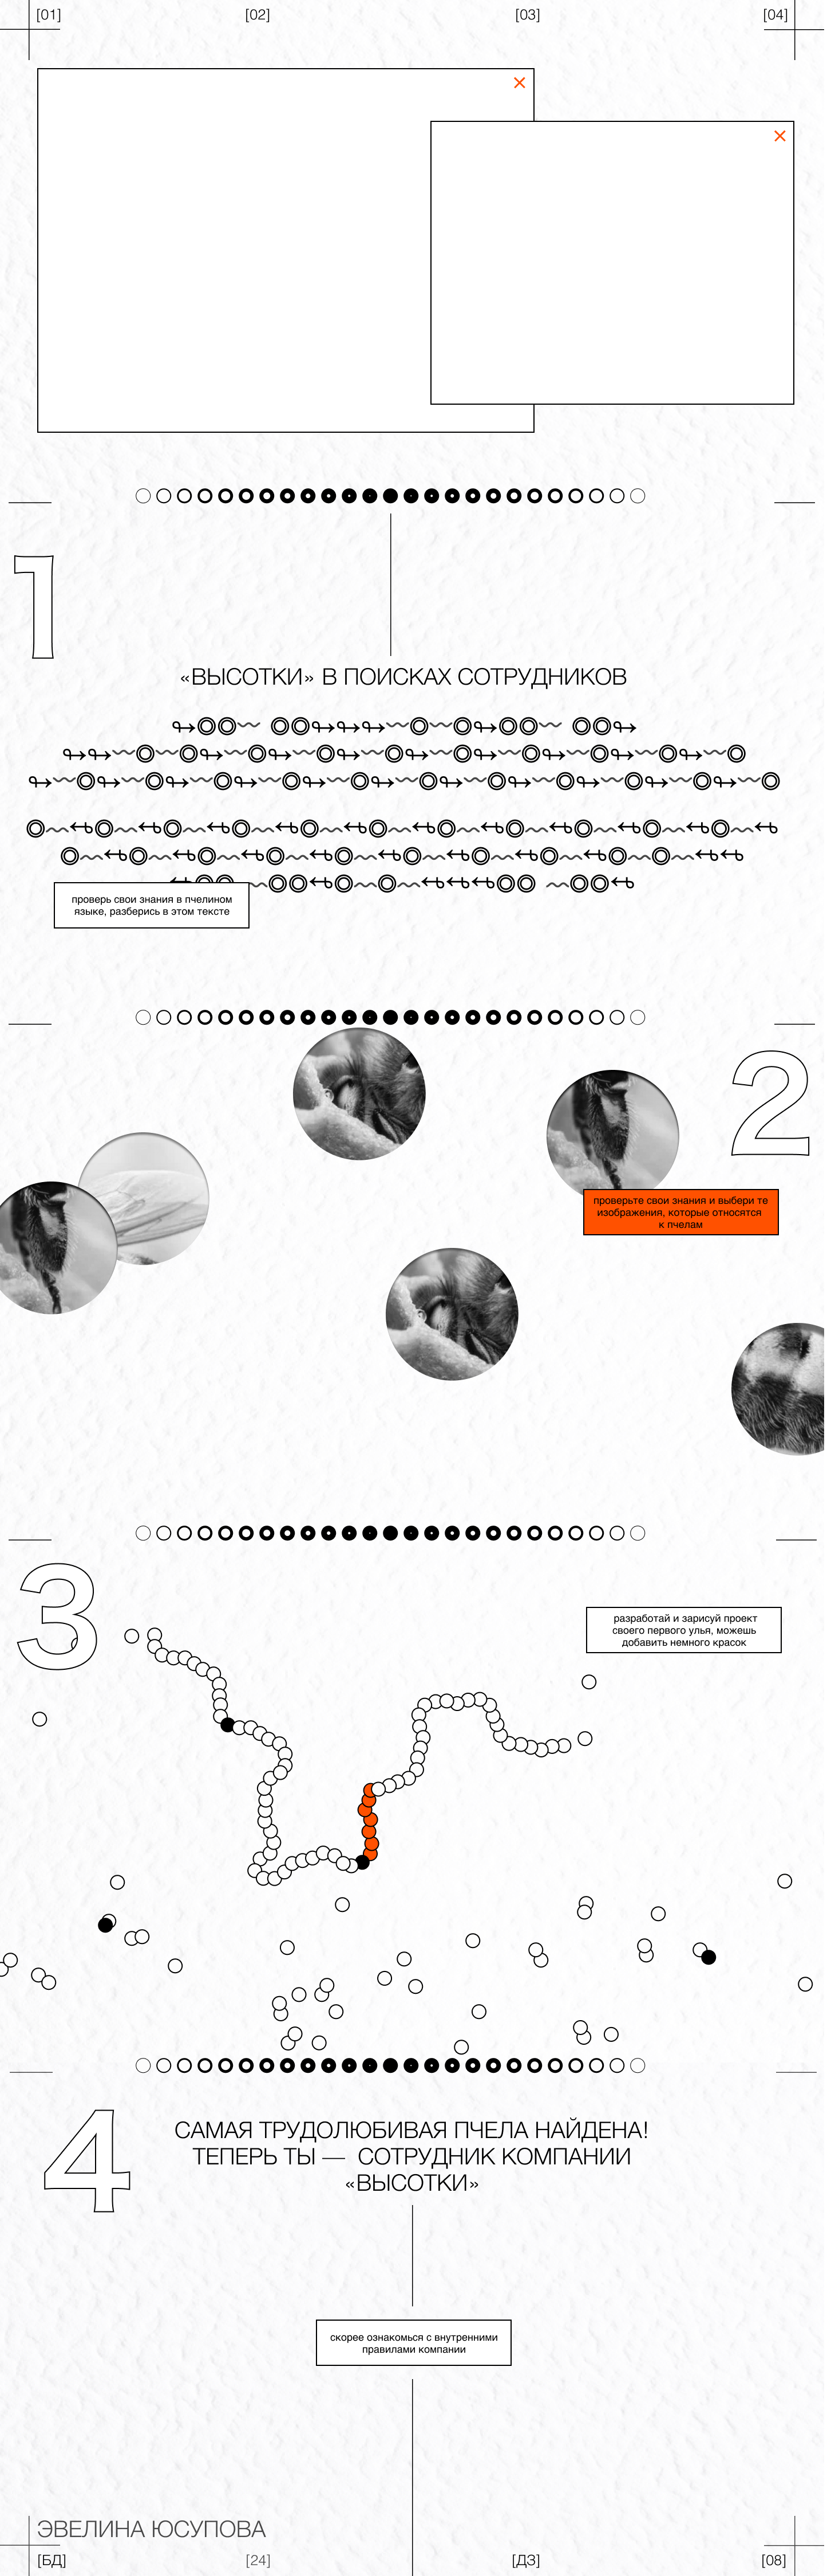 [01] [02] [03] [04]
1
«ВЫСОТКИ» В ПОИСКАХ СОТРУДНИКОВ
проверь свои знания в пчелином
языке, разберись в этом тексте
2
проверьте свои знания и выбери те
изображения, которые относятся
к пчелам
3
разработай и зарисуй проект
своего первого улья, можешь
добавить немного красок
4
САМАЯ ТРУДОЛЮБИВАЯ ПЧЕЛА НАЙДЕНА!
ТЕПЕРЬ ТЫ — СОТРУДНИК КОМПАНИИ
«ВЫСОТКИ»
скорее ознакомься с внутренними
правилами компании
ЭВЕЛИНА ЮСУПОВА
[БД] [24] [ДЗ] [08]